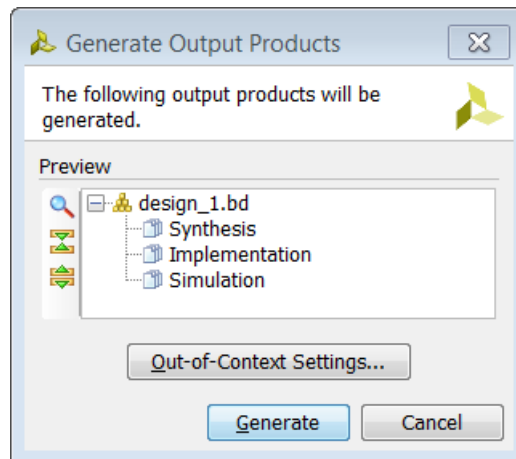 Generate Output Products
The following output products will be
generated.
Preview
design_1.bd
Synthesis
Implementation
Simulation
Out-of-Context Settings...
Generate Cancel